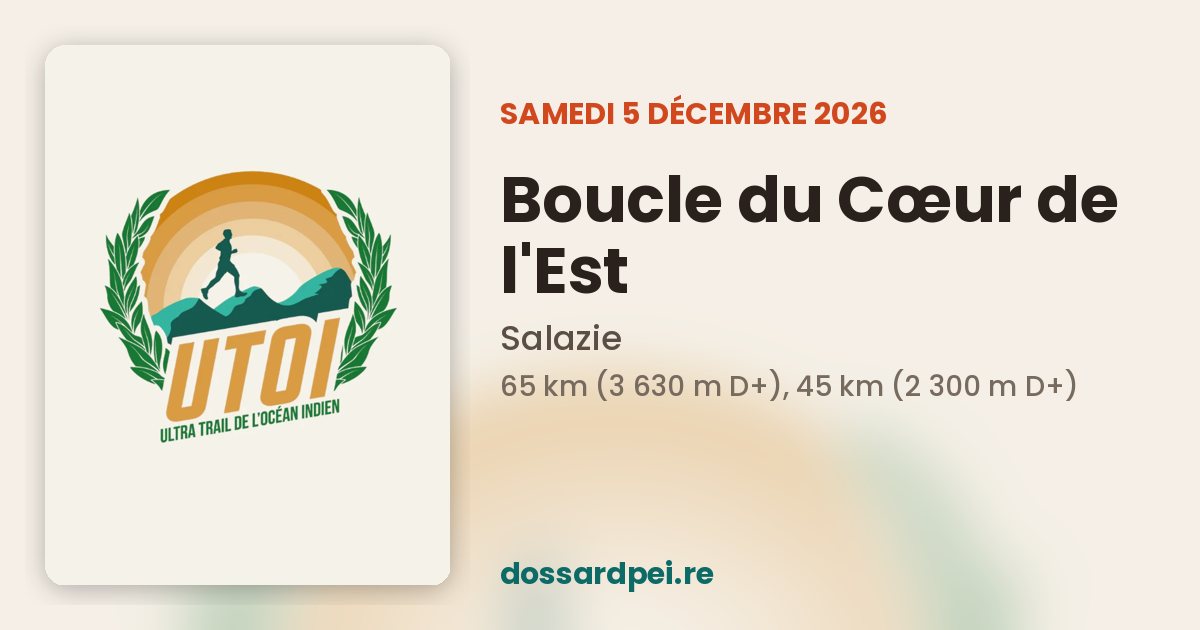 UTOI
ULTRA TRAIL DE L'OCÉAN INDIEN
SAMEDI 5 DÉCEMBRE 2026
Boucle du Cœur de
l'Est
Salazie
65 km (3 630 m D+), 45 km (2 300 m D+)
dossardpei.re